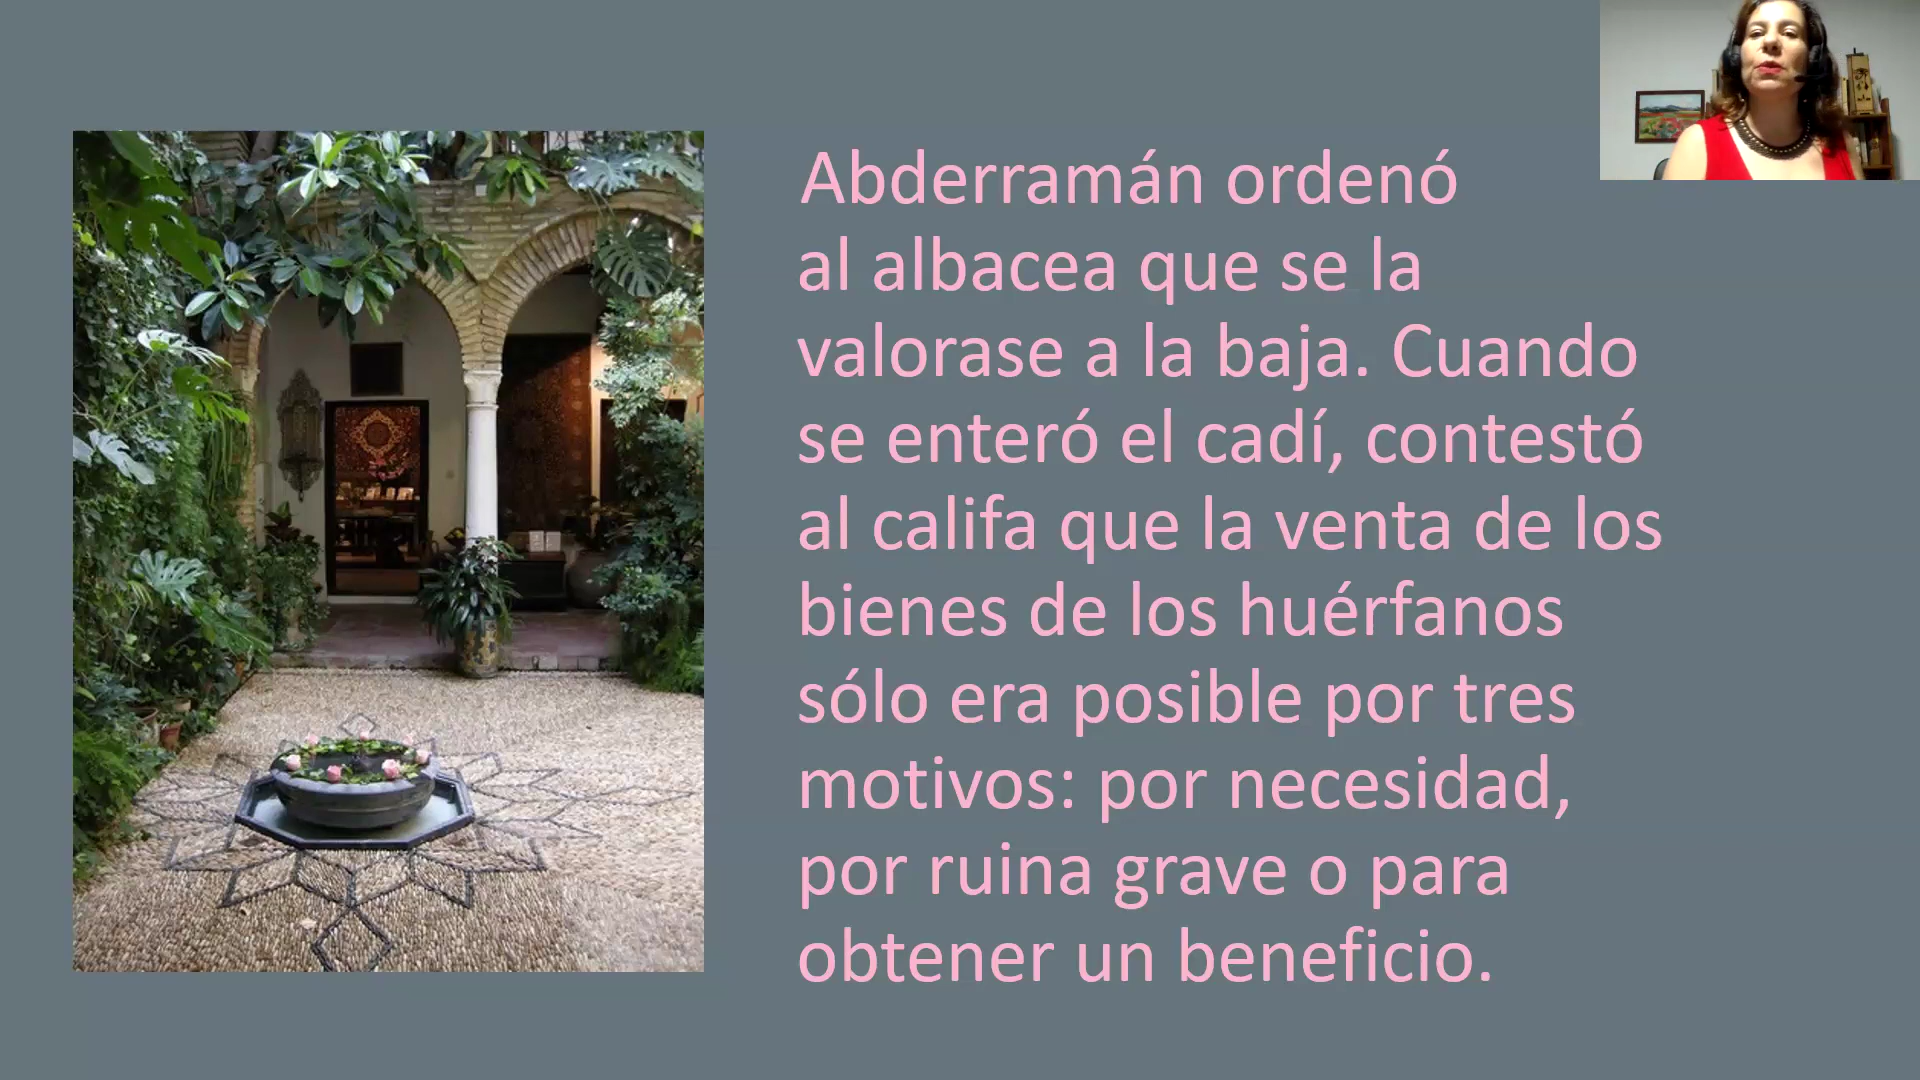 Abderramán ordenó
al albacea que se la
valorase a la baja. Cuando
se enteró el cadí, contestó
al califa que la venta de los
bienes de los huérfanos
sólo era posible por tres
motivos: por necesidad,
por ruina grave o para
obtener un beneficio.